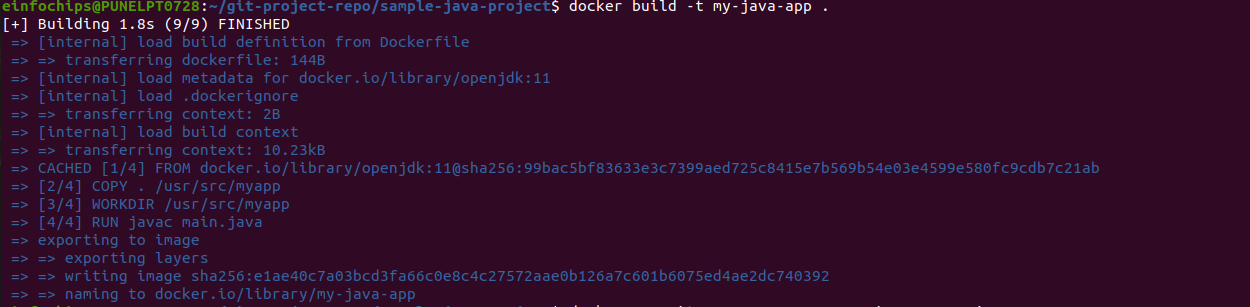 einfochips@PUNELPT0728:~/git-project-repo/sample-java-project$ docker build -t my-java-app .
[+] Building 1.8s (9/9) FINISHED
=> [internal] load build definition from Dockerfile
=> => transferring dockerfile: 144B
=> [internal] load metadata for docker.io/library/openjdk:11
=> [internal] load .dockerignore
=> => transferring context: 2B
=> [internal] load build context
=> => transferring context: 10.23kB
=> CACHED [1/4] FROM docker.io/library/openjdk:11@sha256:99bac5bf83633e3c7399aed725c8415e7b569b54e03e4599e580fc9cdb7c21ab
=> [2/4] COPY . /usr/src/myapp
=> [3/4] WORKDIR /usr/src/myapp
=> [4/4] RUN javac main.java
=> exporting to image
=> => exporting layers
=> => writing image sha256:e1ae40c7a03bcd3fa66c0e8c4c27572aae0b126a7c601b6075ed4ae2dc740392
=> => naming to docker.io/library/my-java-app